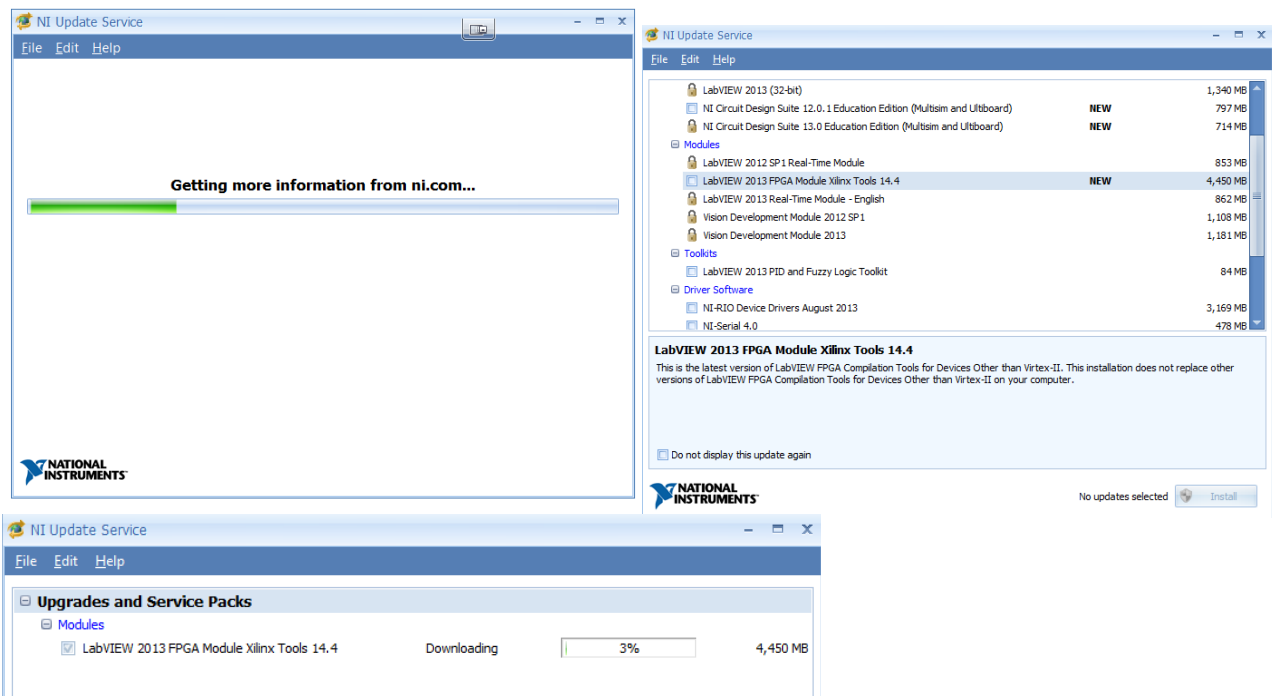 NI Update Service
File Edit Help
Getting more information from ni.com...
NATIONAL
INSTRUMENTS
NI Update Service
File Edit Help
LabVIEW 2013 (32-bit) 1,340 MB
NI Circuit Design Suite 12.0.1 Education Edition (Multisim and Ultiboard) NEW 797 MB
NI Circuit Design Suite 13.0 Education Edition (Multisim and Ultiboard) NEW 714 MB
Modules
LabVIEW 2012 SP1 Real-Time Module 853 MB
LabVIEW 2013 FPGA Module Xilinx Tools 14.4 NEW 4,450 MB
LabVIEW 2013 Real-Time Module - English 862 MB
Vision Development Module 2012 SP1 1,108 MB
Vision Development Module 2013 1,181 MB
Toolkits
LabVIEW 2013 PID and Fuzzy Logic Toolkit 84 MB
Driver Software
NI-RIO Device Drivers August 2013 3,169 MB
NI-Serial 4.0 478 MB
LabVIEW 2013 FPGA Module Xilinx Tools 14.4
This is the latest version of LabVIEW FPGA Compilation Tools for Devices Other than Virtex-II. This installation does not replace other
versions of LabVIEW FPGA Compilation Tools for Devices Other than Virtex-II on your computer.
Do not display this update again
NATIONAL
INSTRUMENTS
No updates selected Install
NI Update Service
File Edit Help
Upgrades and Service Packs
Modules
LabVIEW 2013 FPGA Module Xilinx Tools 14.4 Downloading 3% 4,450 MB